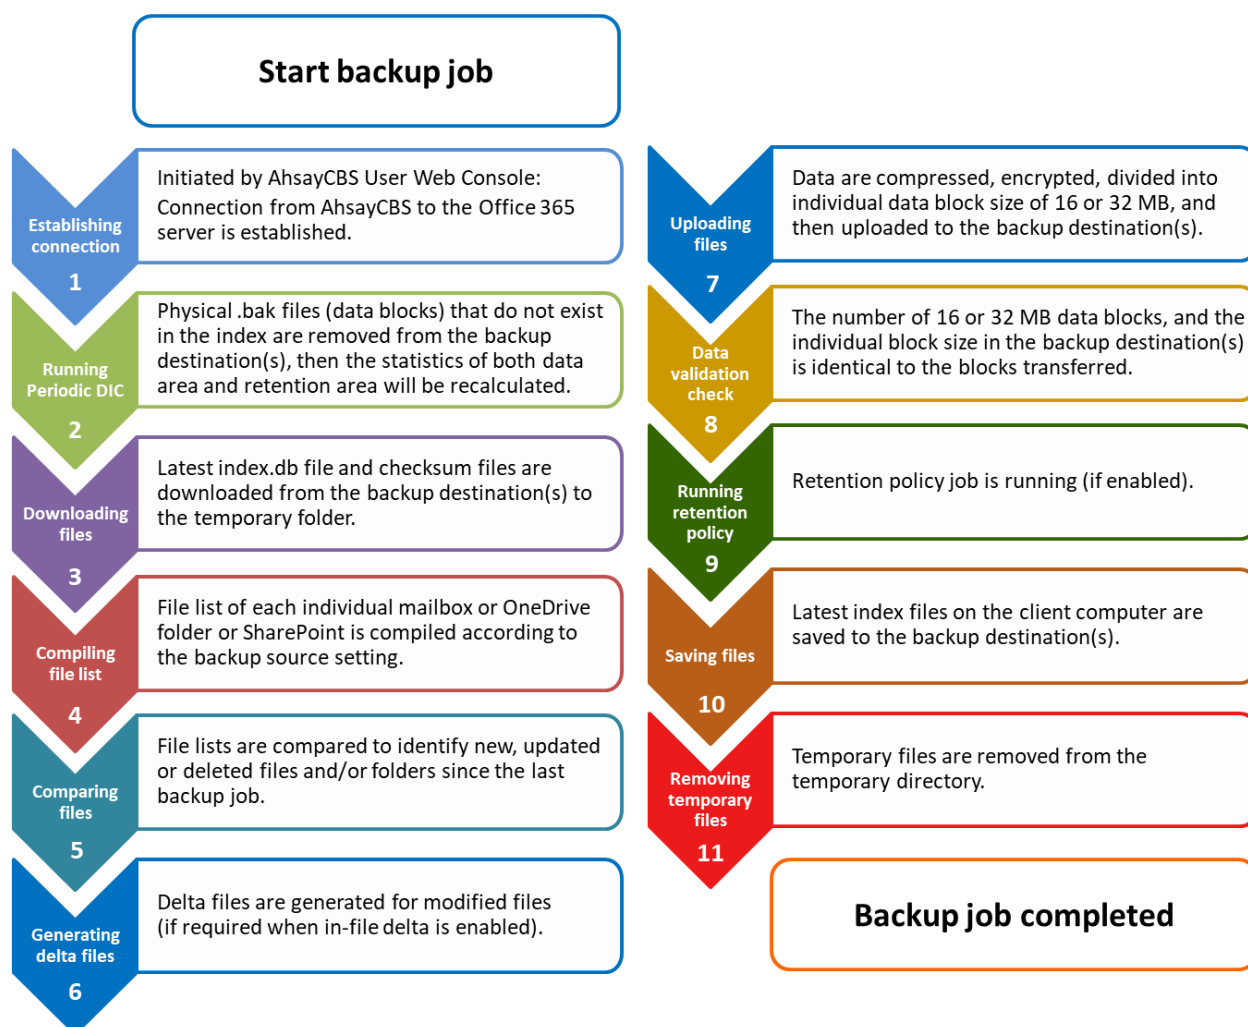 Start backup job
Establishing
connection
1
Initiated by AhsayCBS User Web Console:
Connection from AhsayCBS to the Office 365
server is established.
Running
Periodic DIC
2
Physical .bak files (data blocks) that do not exist
in the index are removed from the backup
destination(s), then the statistics of both data
area and retention area will be recalculated.
Downloading
files
3
Latest index.db file and checksum files are
downloaded from the backup destination(s) to
the temporary folder.
Compiling
file list
4
File list of each individual mailbox or OneDrive
folder or SharePoint is compiled according to
the backup source setting.
Comparing
files
5
File lists are compared to identify new, updated
or deleted files and/or folders since the last
backup job.
Generating
delta files
6
Delta files are generated for modified files
(if required when in-file delta is enabled).
Uploading
files
7
Data are compressed, encrypted, divided into
individual data block size of 16 or 32 MB, and
then uploaded to the backup destination(s).
Data
validation
check
8
The number of 16 or 32 MB data blocks, and the
individual block size in the backup destination(s)
is identical to the blocks transferred.
Running
retention
policy
9
Retention policy job is running (if enabled).
Saving files
10
Latest index files on the client computer are
saved to the backup destination(s).
Removing
temporary
files
11
Temporary files are removed from the
temporary directory.
Backup job completed